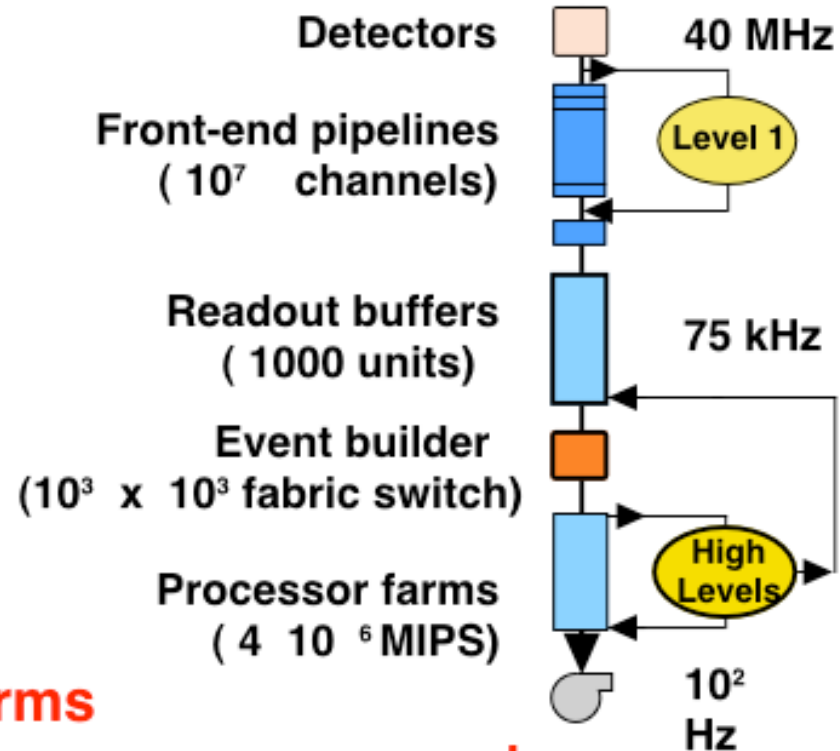 Detectors
40 MHz
Front-end pipelines
( 10⁷ channels)
Level 1
Readout buffers
( 1000 units)
75 kHz
Event builder
(10³ x 10³ fabric switch)
High
Levels
Processor farms
( 4 10 ⁶ MIPS)
10²
Hz
rms